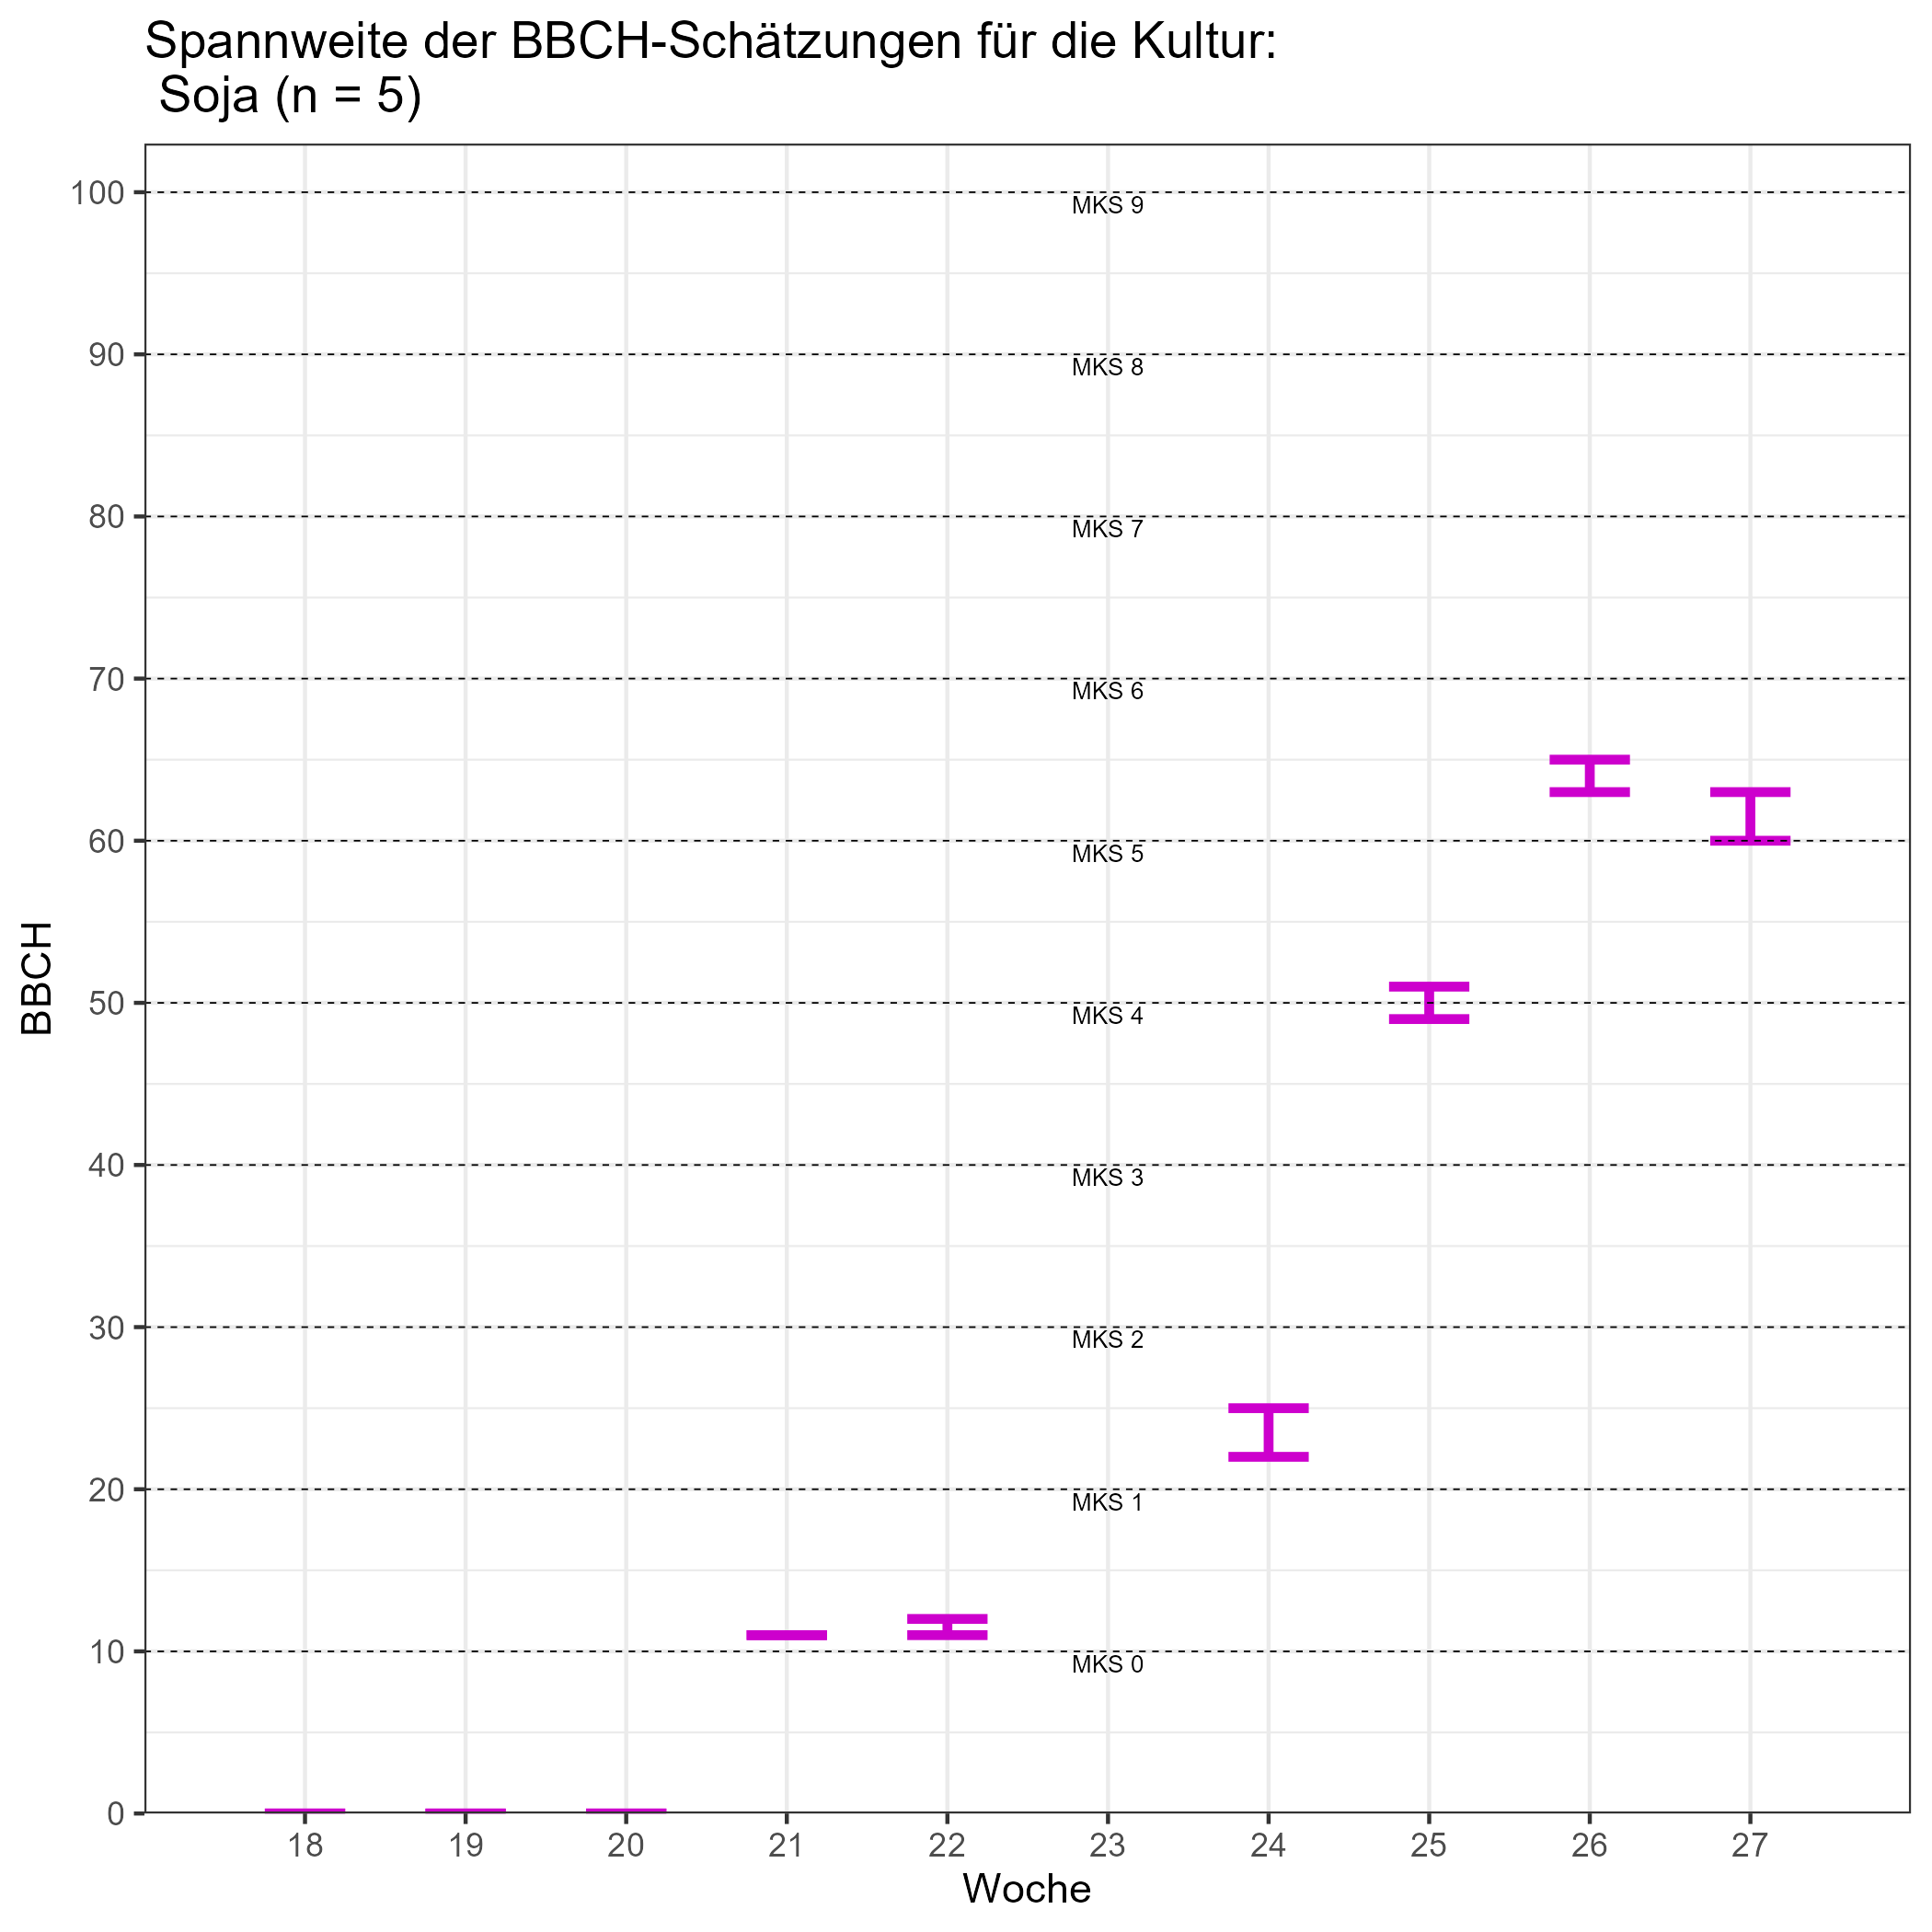 Spannweite der BBCH-Schätzungen für die Kultur:
Soja (n = 5)
100
MKS 9
90
MKS 8
80
MKS 7
70
MKS 6
60
MKS 5
BBCH
50
MKS 4
40
MKS 3
30
MKS 2
20
MKS 1
10
MKS 0
0
18 19 20 21 22 23 24 25 26 27
Woche